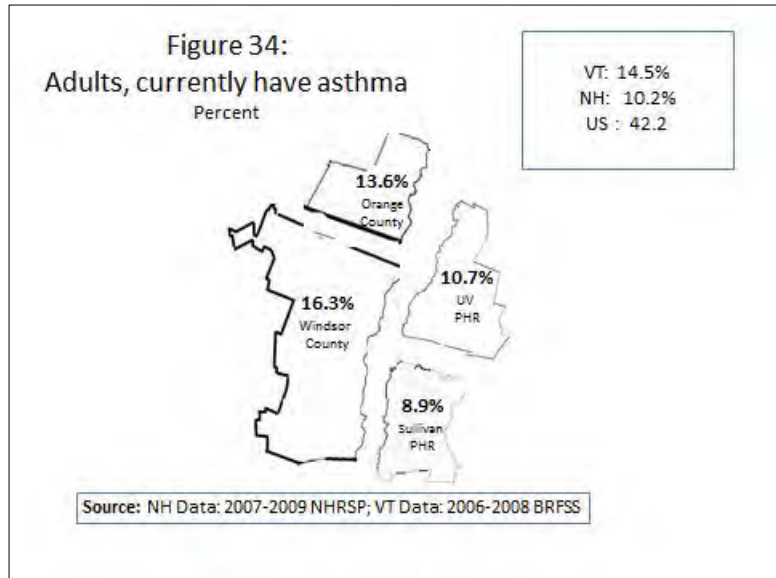 Figure 34:
Adults, currently have asthma
Percent
VT: 14.5%
NH: 10.2%
US : 42.2
13.6%
Orange
County
10.7%
UV
PHR
16.3%
Windsor
County
8.9%
Sullivan
PHR
Source: NH Data: 2007-2009 NHRSP; VT Data: 2006-2008 BRFSS